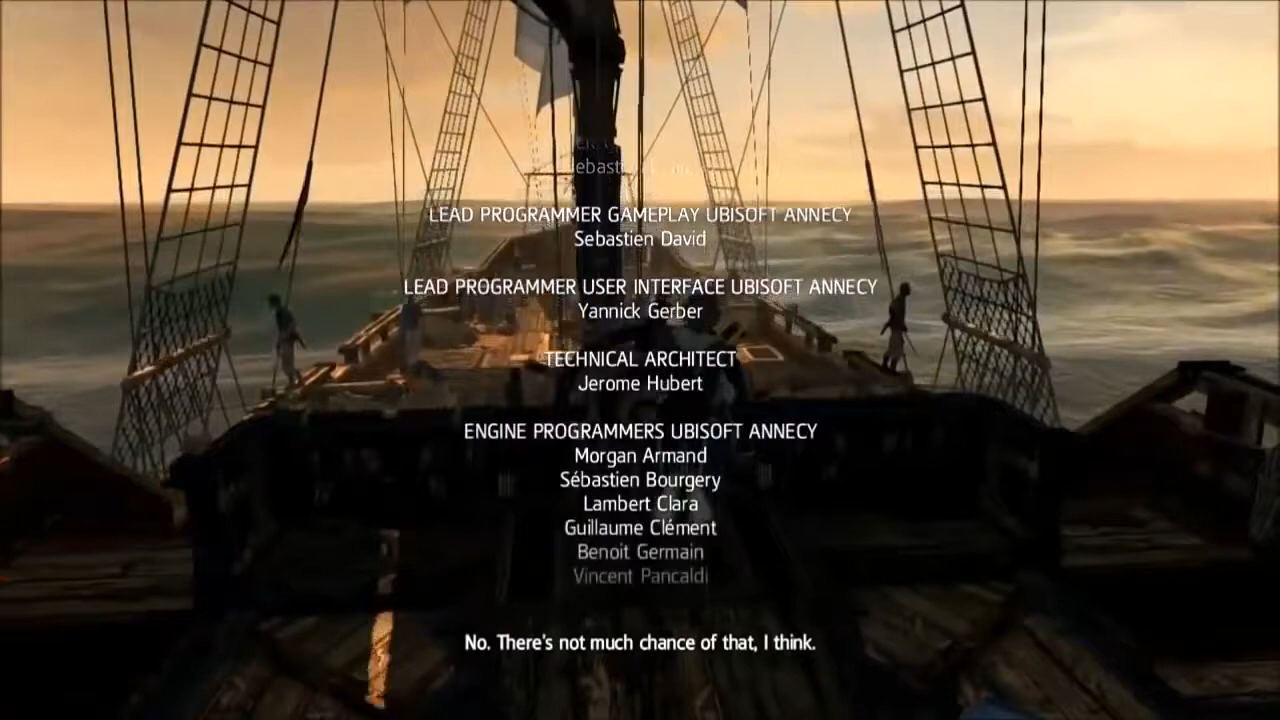 LEAD PROGRAMMER GAMEPLAY UBISOFT ANNECY
Sebastien David
LEAD PROGRAMMER USER INTERFACE UBISOFT ANNECY
Yannick Gerber
TECHNICAL ARCHITECT
Jerome Hubert
ENGINE PROGRAMMERS UBISOFT ANNECY
Morgan Armand
Sébastien Bourgery
Lambert Clara
Guillaume Clément
Benoit Germain
Vincent Pancaldi
No. There's not much chance of that, I think.